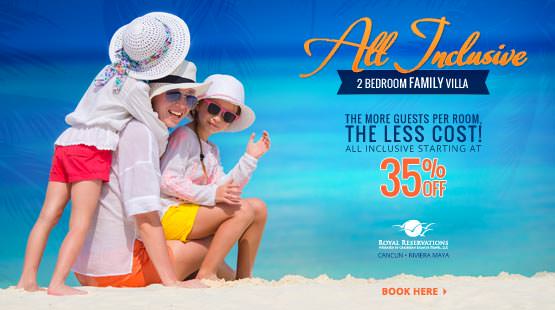 All Inclusive
2 BEDROOM FAMILY VILLA
THE MORE GUESTS PER ROOM,
THE LESS COST!
ALL INCLUSIVE STARTING AT
35% OFF
ROYAL RESERVATIONS
CANCUN • RIVIERA MAYA
BOOK HERE